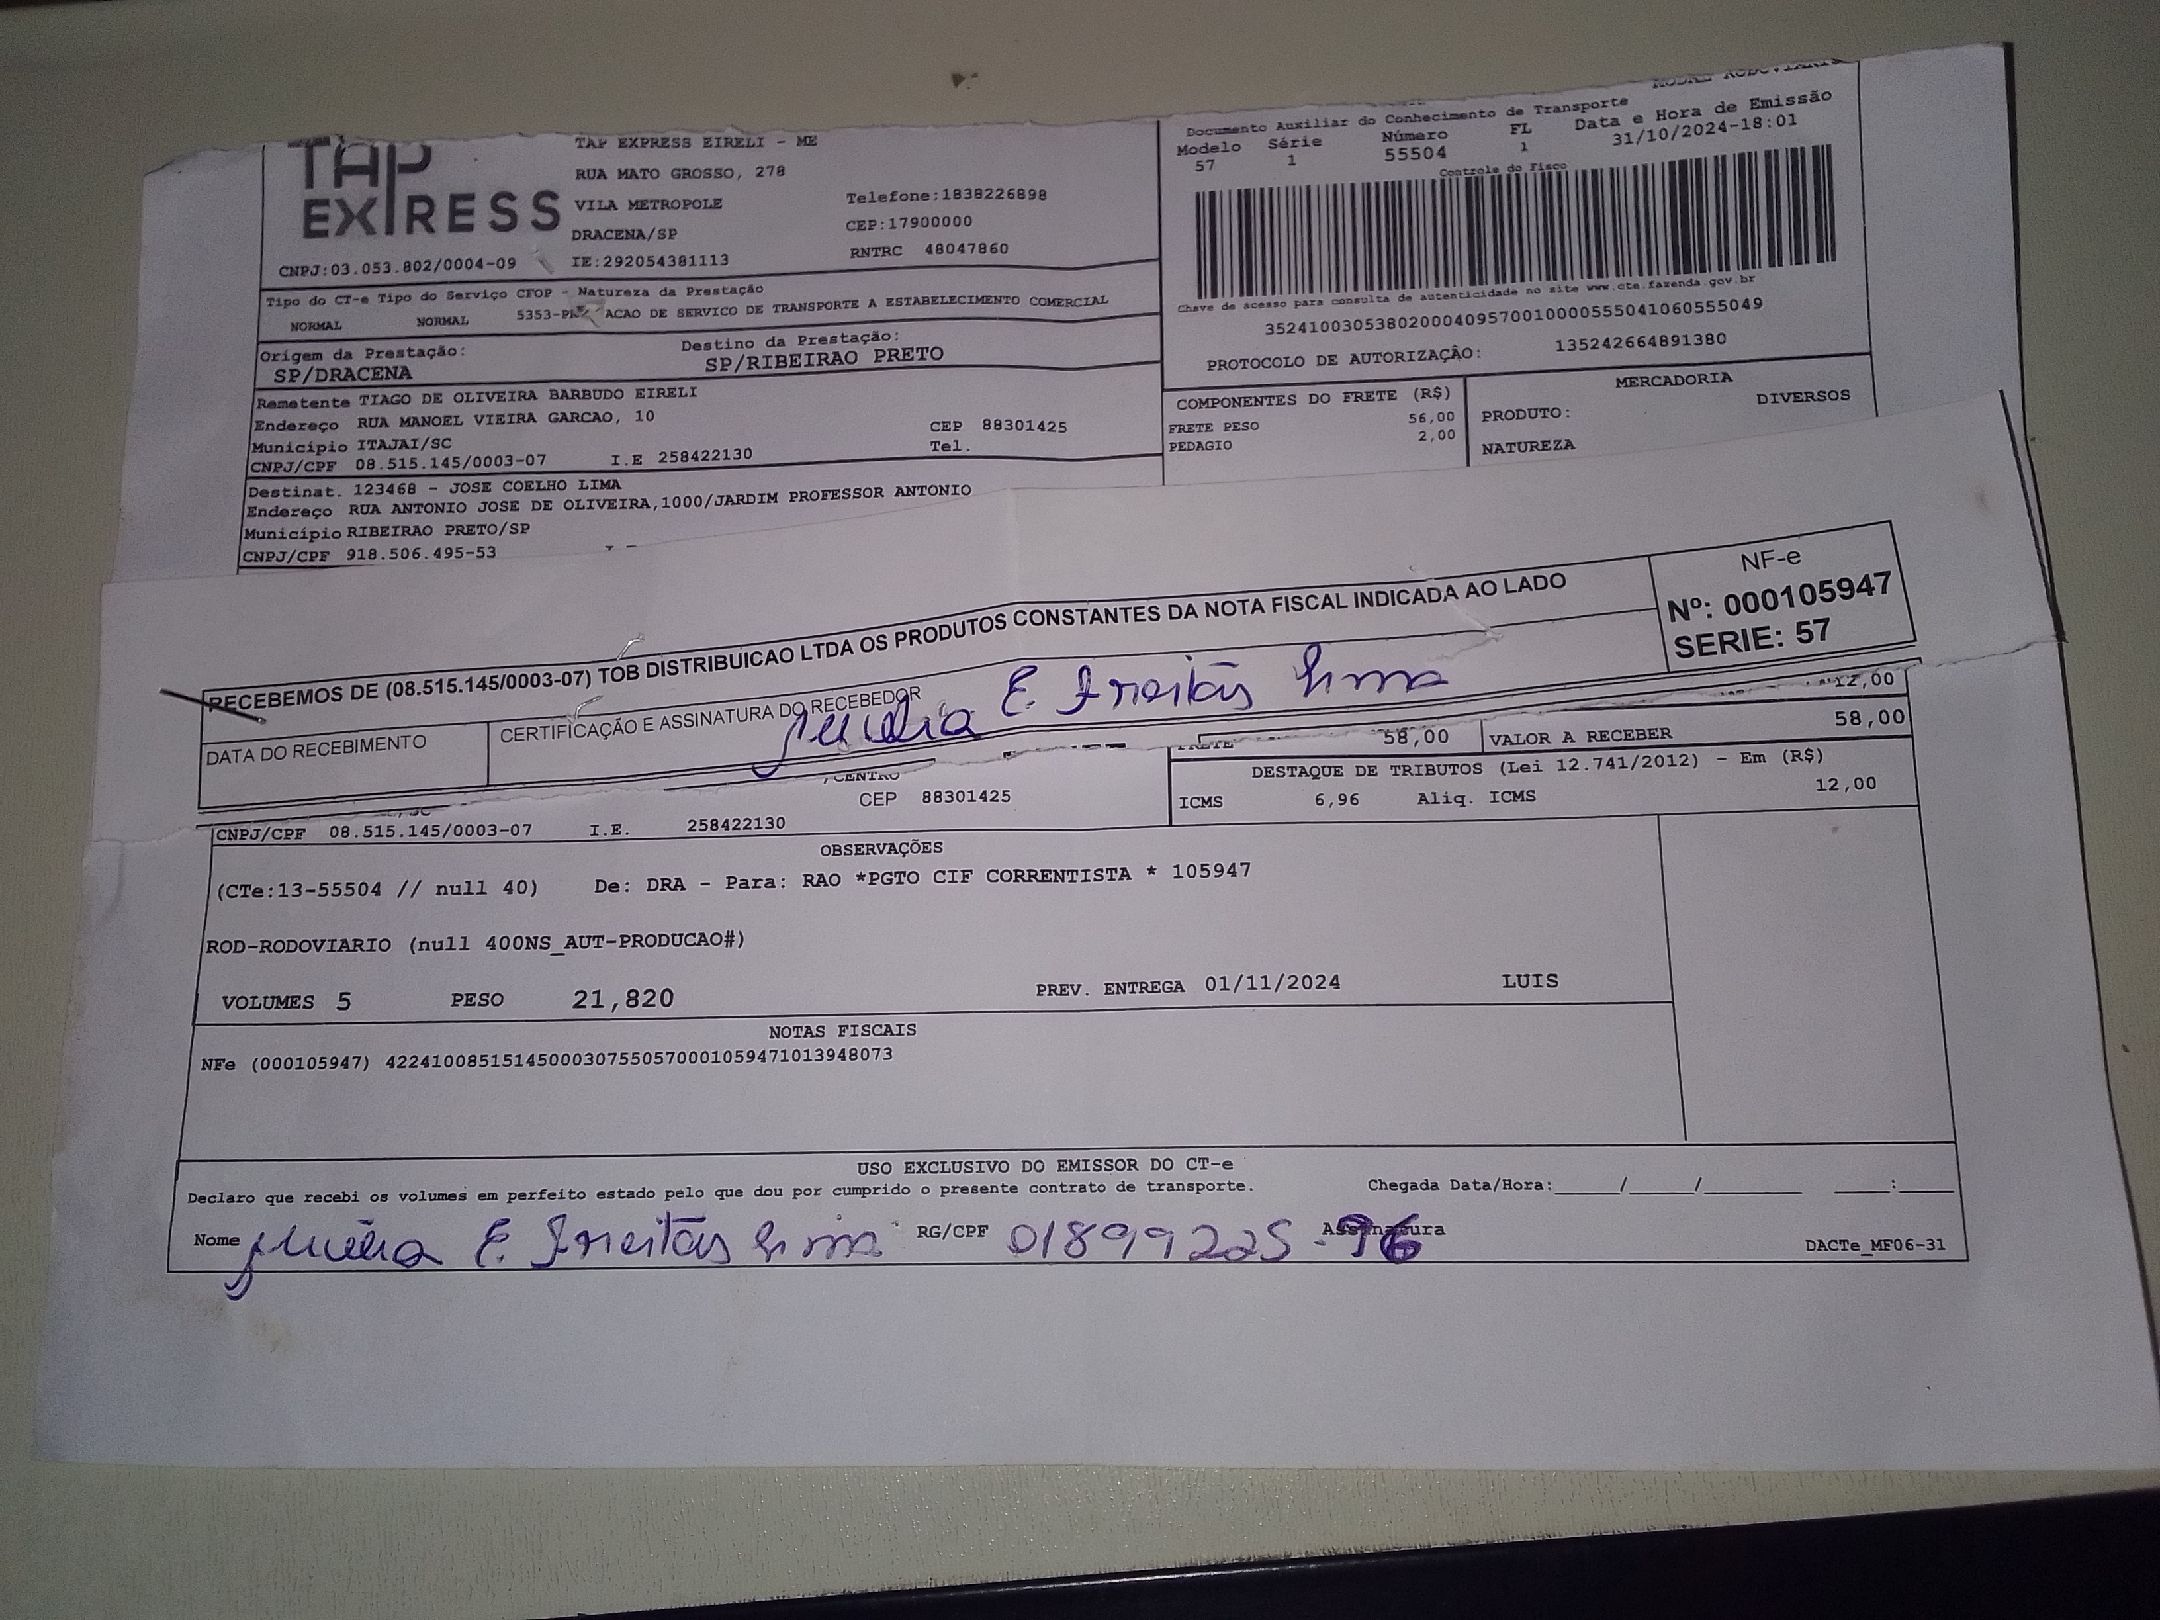 TAP
EXPRESS
TAP EXPRESS EIRELI - ME
RUA MATO GROSSO, 278
VILA METROPOLE
DRACENA/SP
Telefone:1838226898
CEP:17900000
RNTRC 48047860
CNPJ:03.053.802/0004-09 IE:292054381113
MODAL RODOVIARIO
Documento Auxiliar do Conhecimento de Transporte
Modelo Série Número FL Data e Hora de Emissão
57 1 55504 1 31/10/2024-18:01
Controle do Fisco
Chave de acesso para consulta de autenticidade no site www.cte.fazenda.gov.br
35241003053802000409570010000555041060555049
PROTOCOLO DE AUTORIZAÇÃO: 135242664891380
Tipo do CT-e Tipo do Serviço CFOP - Natureza da Prestação
NORMAL NORMAL 5353-P ACAO DE SERVICO DE TRANSPORTE A ESTABELECIMENTO COMERCIAL
Origem da Prestação: Destino da Prestação:
SP/DRACENA SP/RIBEIRAO PRETO
Remetente TIAGO DE OLIVEIRA BARBUDO EIRELI
Endereço RUA MANOEL VIEIRA GARCAO, 10
Município ITAJAI/SC CEP 88301425
CNPJ/CPF 08.515.145/0003-07 I.E 258422130 Tel.
COMPONENTES DO FRETE (R$)
FRETE PESO 56,00
PEDAGIO 2,00
MERCADORIA
PRODUTO: DIVERSOS
NATUREZA
Destinat. 123468 - JOSE COELHO LIMA
Endereço RUA ANTONIO JOSE DE OLIVEIRA,1000/JARDIM PROFESSOR ANTONIO
Município RIBEIRAO PRETO/SP
CNPJ/CPF 918.506.495-53
RECEBEMOS DE (08.515.145/0003-07) TOB DISTRIBUICAO LTDA OS PRODUTOS CONSTANTES DA NOTA FISCAL INDICADA AO LADO
NF-e
Nº: 000105947
SERIE: 57
DATA DO RECEBIMENTO
CERTIFICAÇÃO E ASSINATURA DO RECEBEDOR
E. Freitas Lima
12,00
FRETE 58,00 VALOR A RECEBER 58,00
, CENTRO
CEP 88301425
CNPJ/CPF 08.515.145/0003-07 I.E. 258422130
DESTAQUE DE TRIBUTOS (Lei 12.741/2012) - Em (R$)
ICMS 6,96 Aliq. ICMS 12,00
OBSERVAÇÕES
(CTe:13-55504 // null 40) De: DRA - Para: RAO *PGTO CIF CORRENTISTA * 105947
ROD-RODOVIARIO (null 400NS_AUT-PRODUCAO#)
VOLUMES 5 PESO 21,820 PREV. ENTREGA 01/11/2024 LUIS
NOTAS FISCAIS
NFe (000105947) 42241008515145000307550570001059471013948073
USO EXCLUSIVO DO EMISSOR DO CT-e
Declaro que recebi os volumes em perfeito estado pelo que dou por cumprido o presente contrato de transporte. Chegada Data/Hora:_____/_____/________ ____:____
Nome E. Freitas Lima RG/CPF 01899225-96 Assinatura
DACTe_MF06-31